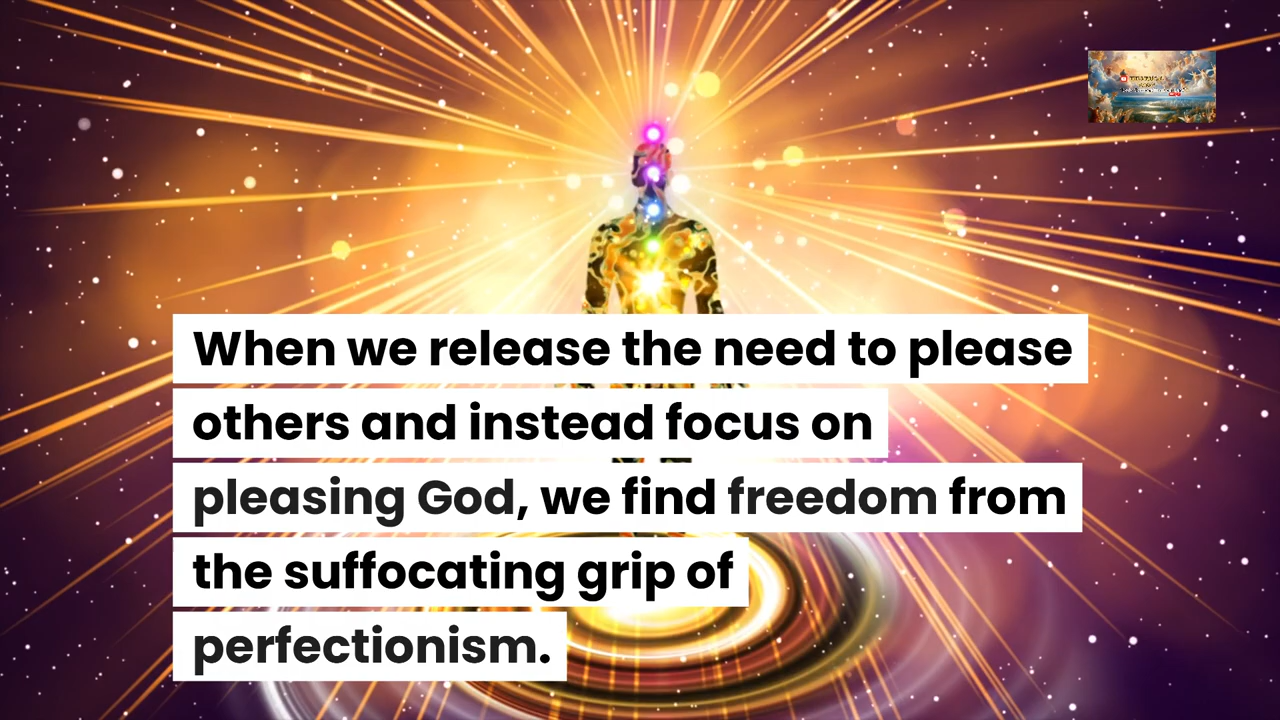 When we release the need to please
others and instead focus on
pleasing God, we find freedom from
the suffocating grip of
perfectionism.